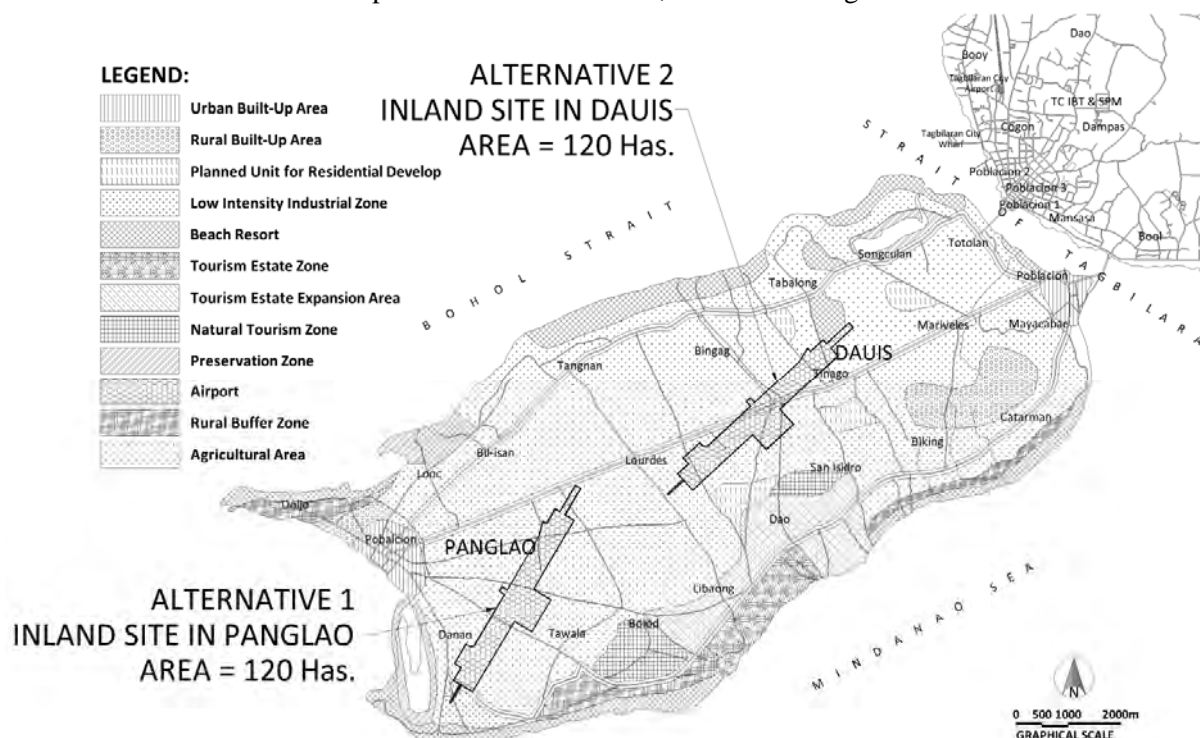 LEGEND:
Urban Built-Up Area
Rural Built-Up Area
Planned Unit for Residential Develop
Low Intensity Industrial Zone
Beach Resort
Tourism Estate Zone
Tourism Estate Expansion Area
Natural Tourism Zone
Preservation Zone
Airport
Rural Buffer Zone
Agricultural Area
ALTERNATIVE 2
INLAND SITE IN DAUIS
AREA = 120 Has.
ALTERNATIVE 1
INLAND SITE IN PANGLAO
AREA = 120 Has.
Dao
Booy
Tagbilaran City
Airport
TC IBT & SPM
Cogon
Dampas
Tagbilaran City
Wharf
Poblacion 2
Poblacion 3
Poblacion 1
Mansasa
Bool
STRAIT OF TAGBILARA
BOHOL STRAIT
Totolan
Songculan
Poblacion
Tabalong
Mayacabac
Mariveles
Bingag
DAUIS
Tinago
Tangnan
Catarman
Biking
Bil-isan
Lourdes
Looc
San Isidro
Doljo
Dao
Pobalcion
PANGLAO
Libaong
Danao
Tawala
Bolod
MINDANAO SEA
N
0 500 1000 2000m
GRAPHICAL SCALE